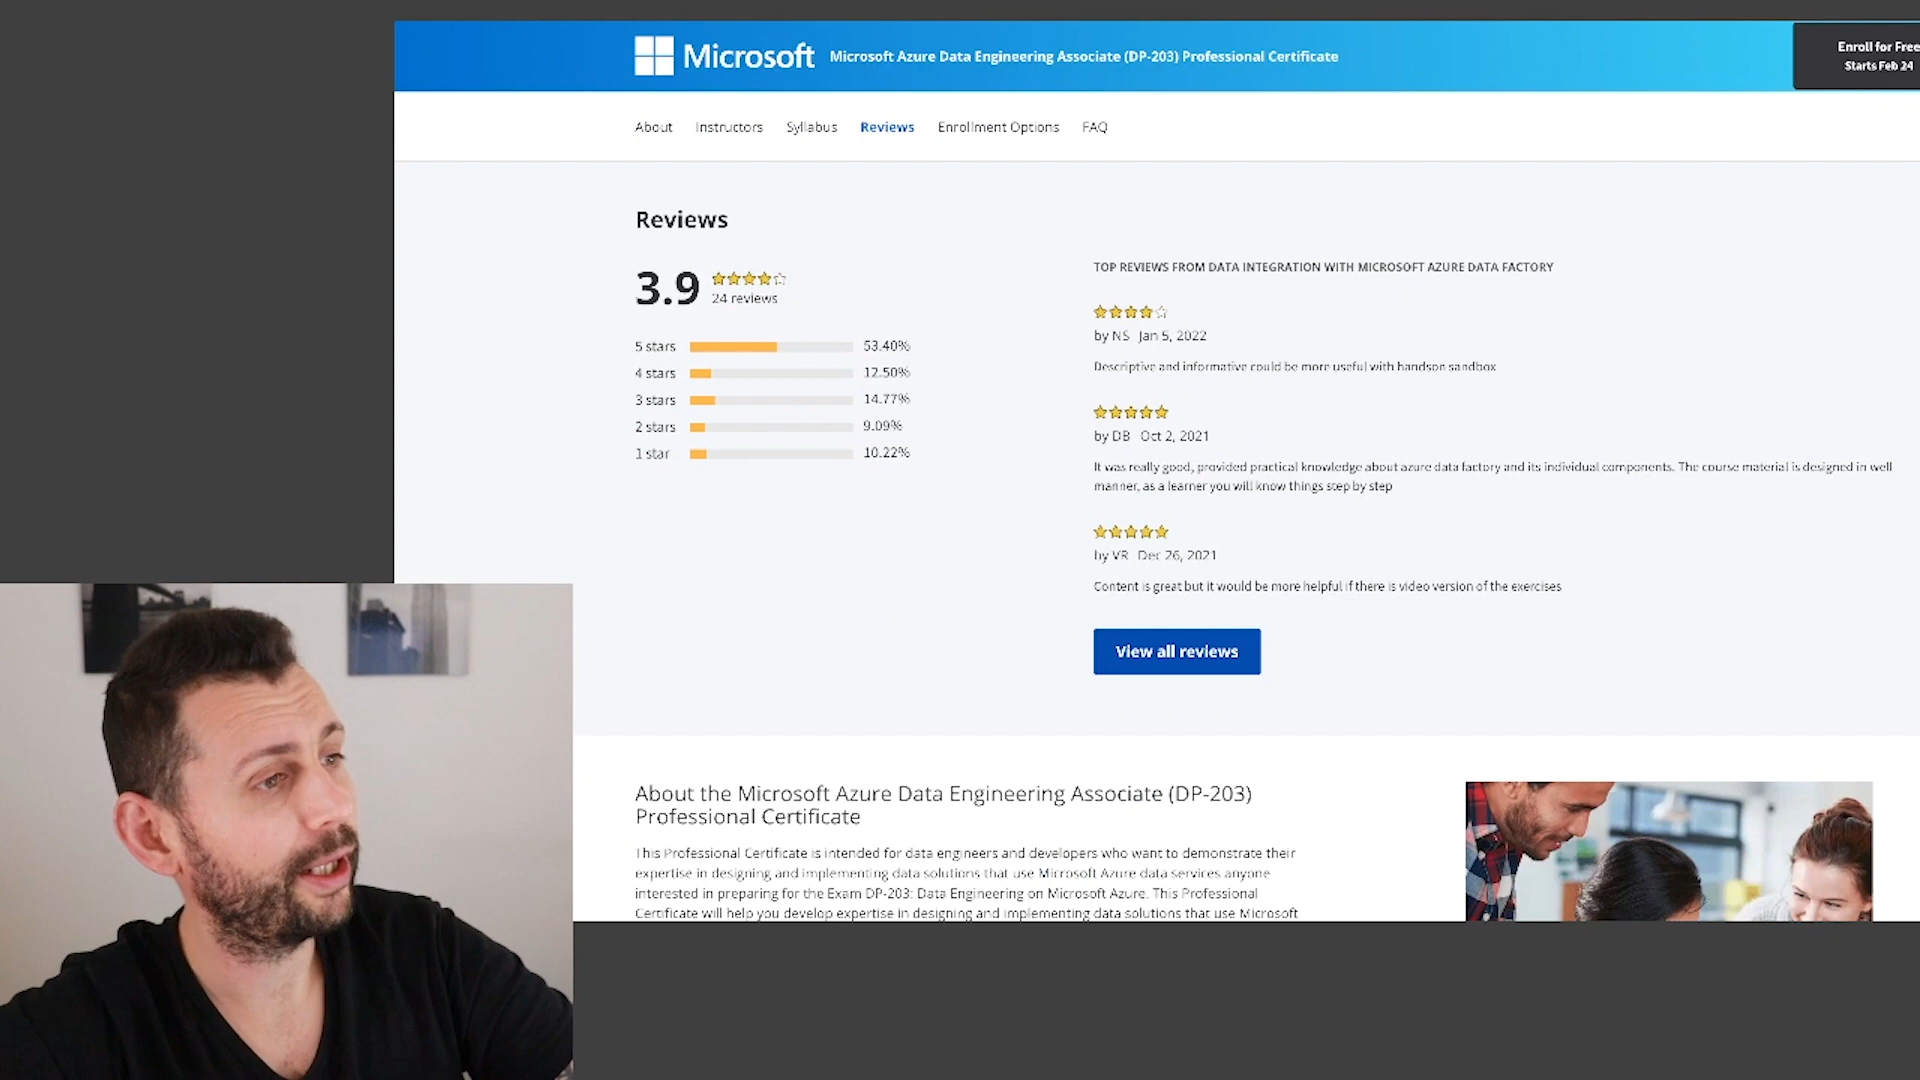 Microsoft
Microsoft Azure Data Engineering Associate (DP-203) Professional Certificate
Enroll for Free
Starts Feb 24
About
Instructors
Syllabus
Reviews
Enrollment Options
FAQ
Reviews
3.9
24 reviews
5 stars 53.40%
4 stars 12.50%
3 stars 14.77%
2 stars 9.09%
1 star 10.22%
TOP REVIEWS FROM DATA INTEGRATION WITH MICROSOFT AZURE DATA FACTORY
by NS Jan 5, 2022
Descriptive and informative could be more useful with handson sandbox
by DB Oct 2, 2021
It was really good, provided practical knowledge about azure data factory and its individual components. The course material is designed in well
manner, as a learner you will know things step by step
by VR Dec 26, 2021
Content is great but it would be more helpful if there is video version of the exercises
View all reviews
About the Microsoft Azure Data Engineering Associate (DP-203)
Professional Certificate
This Professional Certificate is intended for data engineers and developers who want to demonstrate their
expertise in designing and implementing data solutions that use Microsoft Azure data services anyone
interested in preparing for the Exam DP-203: Data Engineering on Microsoft Azure. This Professional
Certificate will help you develop expertise in designing and implementing data solutions that use Microsoft